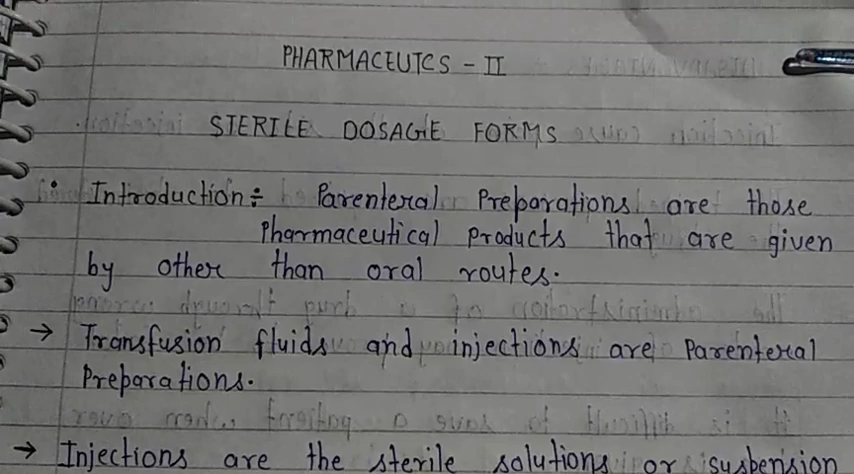 PHARMACEUTCS - II
STERILE DOSAGE FORMS
Introduction ÷ Parenteral Preparations are those
Pharmaceutical Products that are given
by other than oral routes.
→ Transfusion fluids and injections are Parenteral
Preparations.
→ Injections are the sterile solutions or suspension